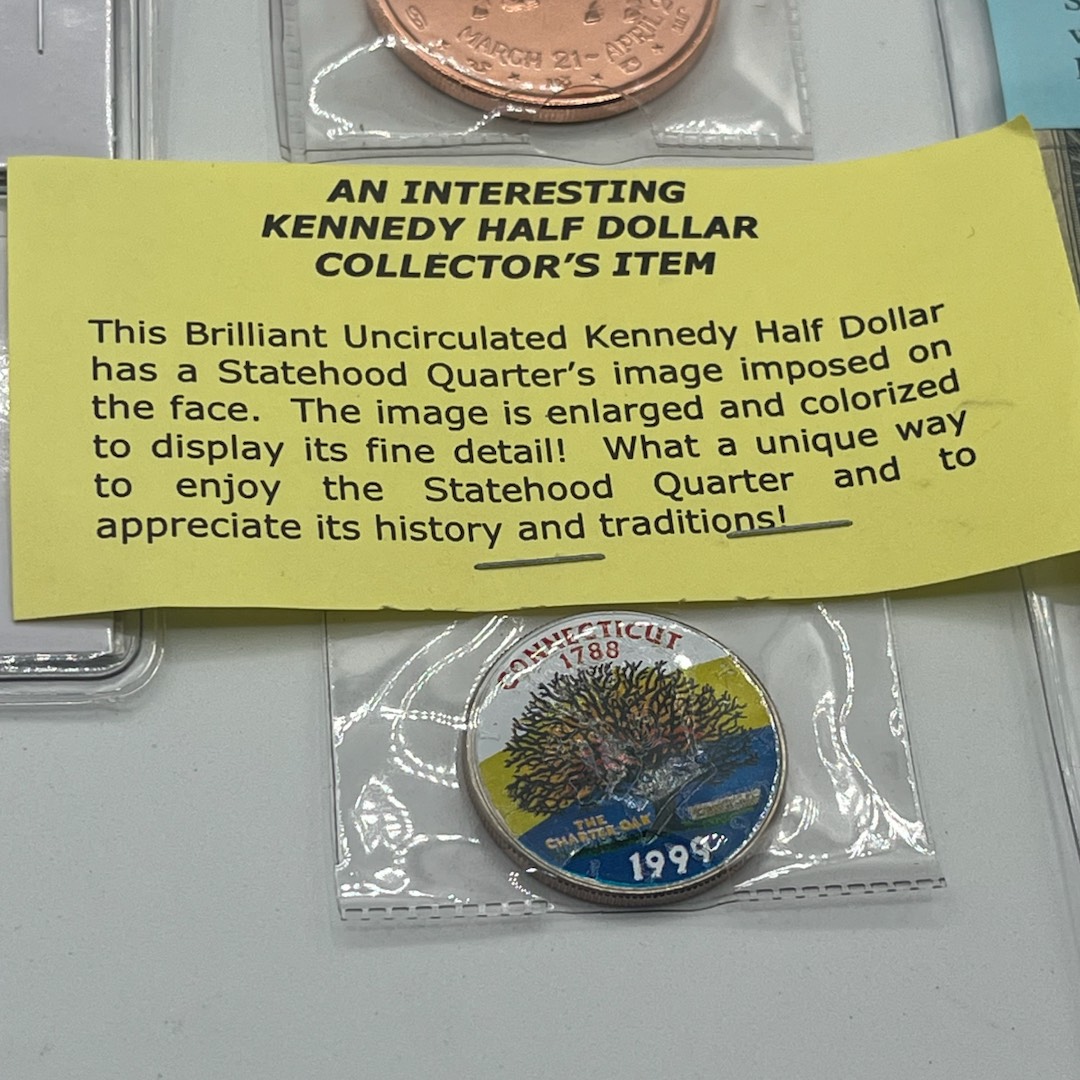 MARCH 21- APRIL 2
AN INTERESTING
KENNEDY HALF DOLLAR
COLLECTOR'S ITEM
This Brilliant Uncirculated Kennedy Half Dollar
has a Statehood Quarter's image imposed on
the face. The image is enlarged and colorized
to display its fine detail! What a unique way
to enjoy the Statehood Quarter and to
appreciate its history and traditions!
CONNECTICUT
1788
THE
CHARTER OAK
1999